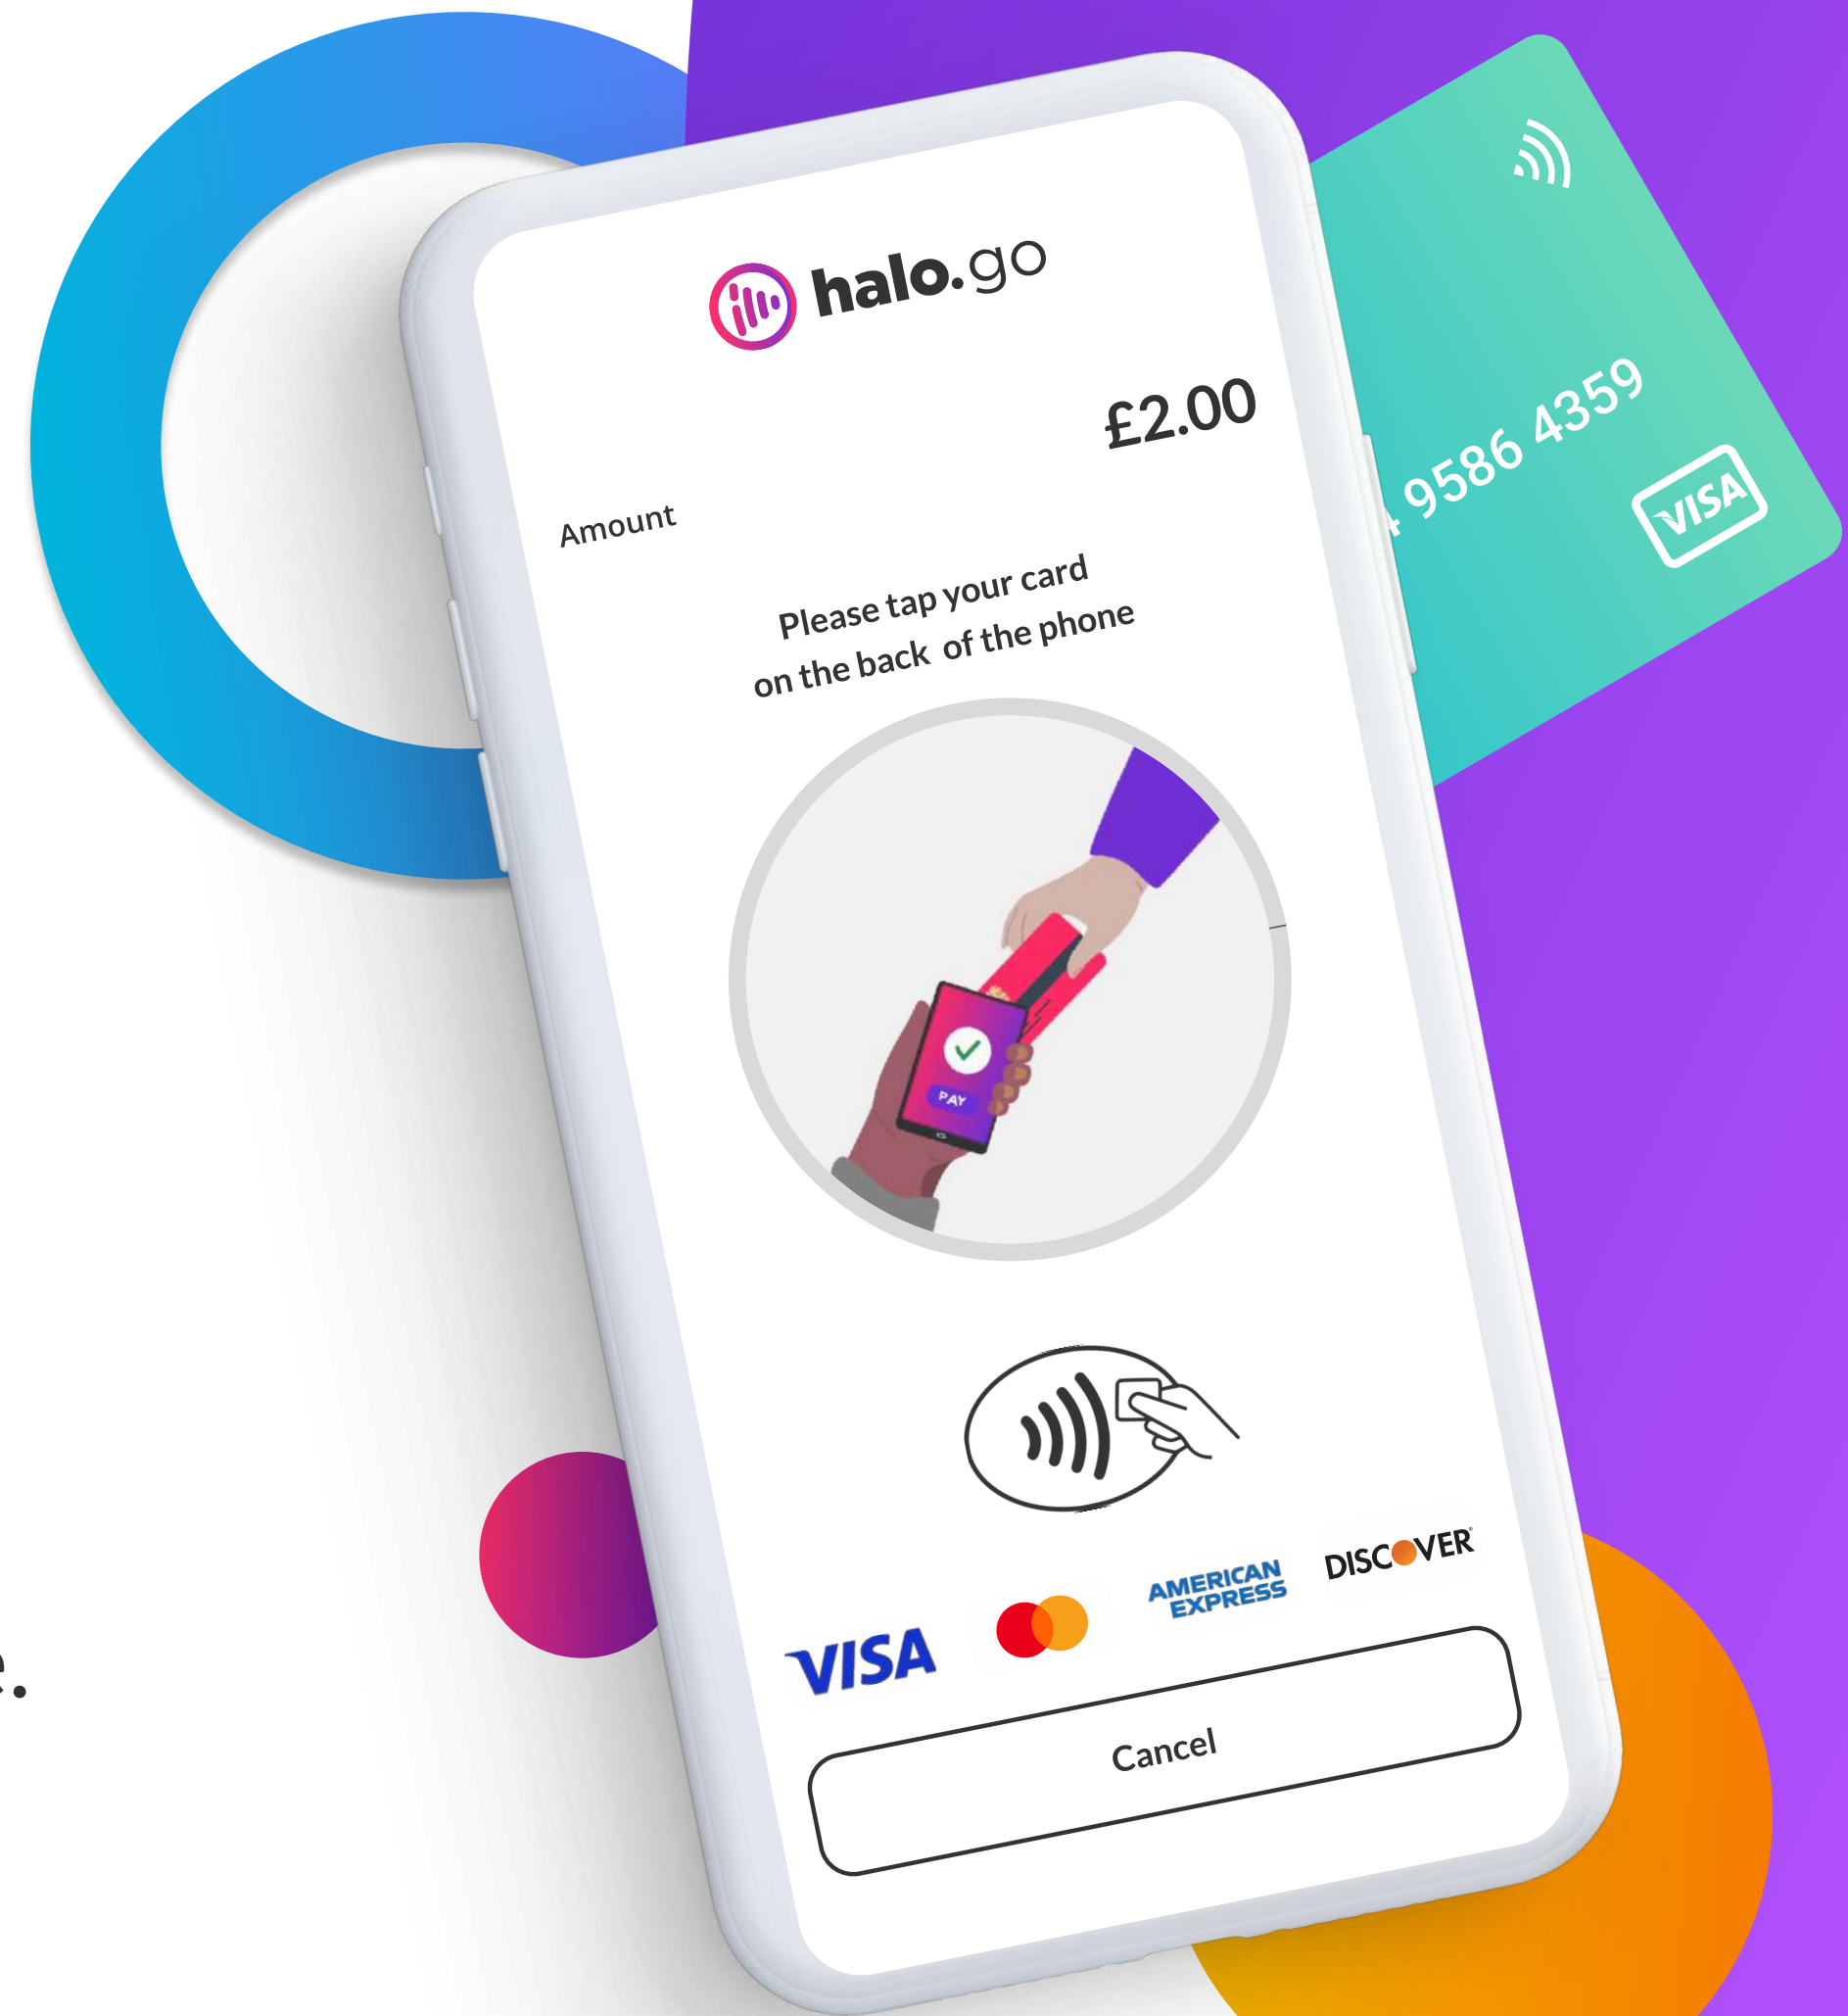 halo.go
£2.00
Amount
9586 4359
VISA
Please tap your card
on the back of the phone
PAY
VISA
AMERICAN
EXPRESS
DISCOVER
Cancel